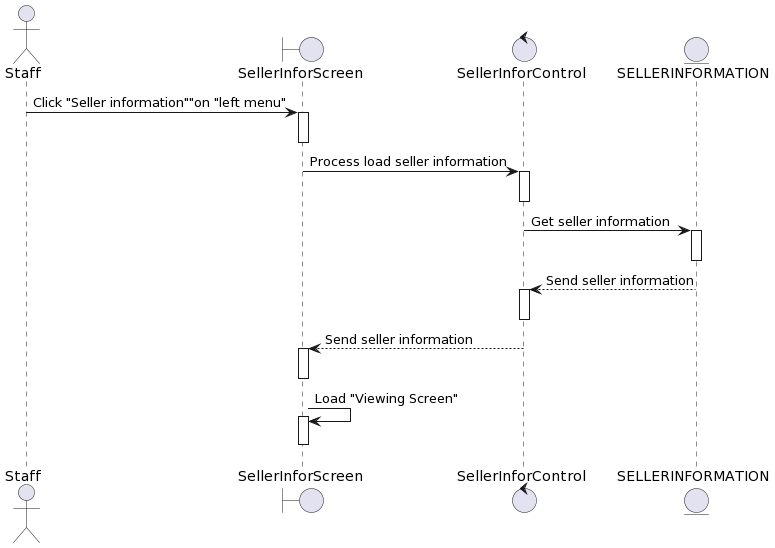 Staff SellerInforScreen SellerInforControl SELLERINFORMATION
Click "Seller information""on "left menu"
Process load seller information
Get seller information
Send seller information
Send seller information
Load "Viewing Screen"
Staff SellerInforScreen SellerInforControl SELLERINFORMATION